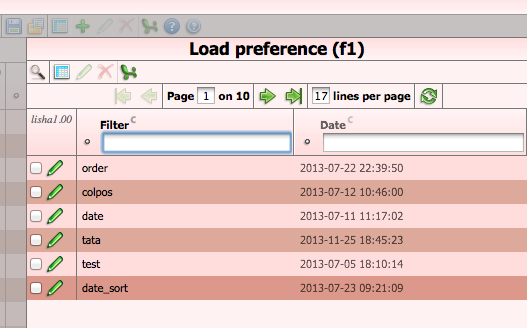 Load preference (f1)
Page 1 on 10 17 lines per page
lisha1.00 Filter C Date C
order 2013-07-22 22:39:50
colpos 2013-07-12 10:46:00
date 2013-07-11 11:17:02
tata 2013-11-25 18:45:23
test 2013-07-05 18:10:14
date_sort 2013-07-23 09:21:09